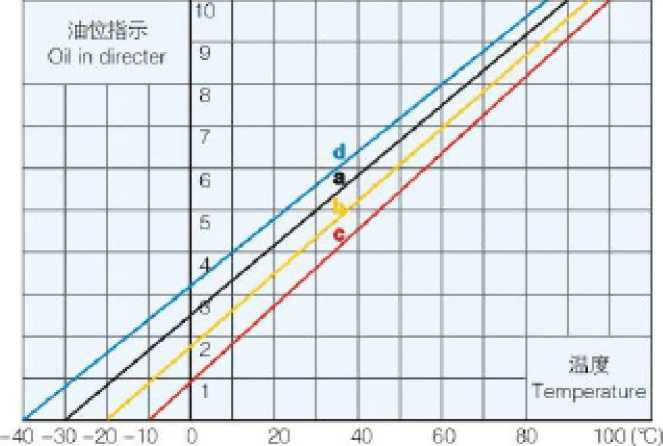 油位指示
Oil in directer
10
9
8
7
6
5
4
3
2
1
d
a
b
c
温度
Temperature
-40 -30 -20 -10 0 20 40 60 80 100 (℃)